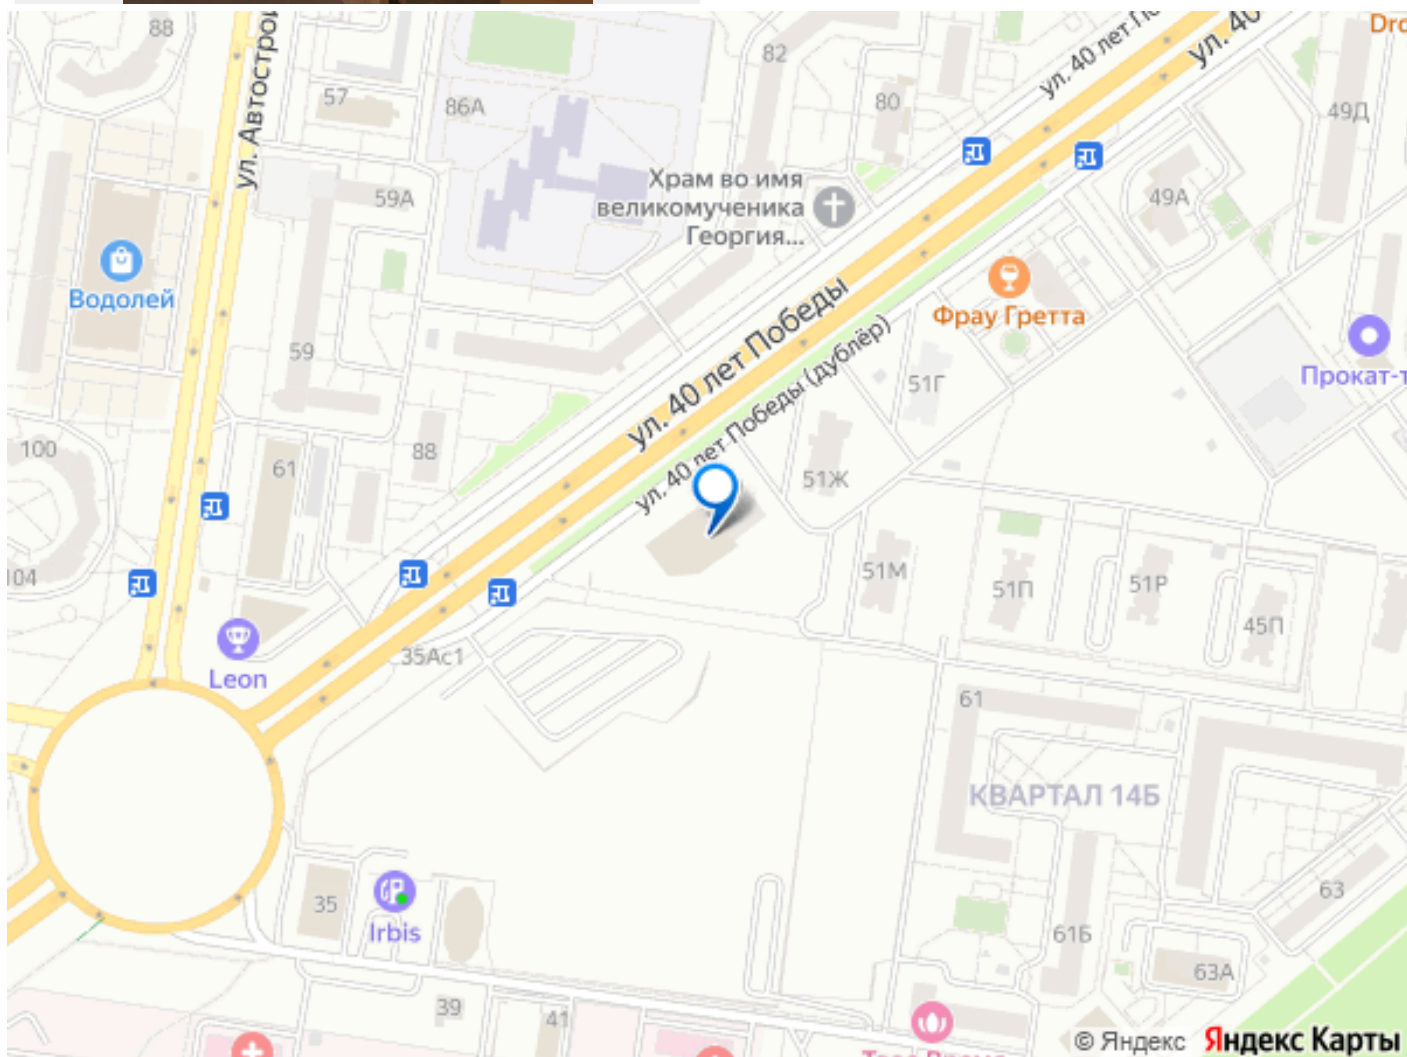 88
ул. Автострои
57
86А
82
80
ул. 40 лет По
ул. 40
49Д
59А
Храм во имя
великомученика
Георгия...
49А
Водолей
Фрау Гретта
59
ул. 40 лет Победы
ул. 40 лет Победы (дублёр)
51Г
Прокат-т
100
61
88
51Ж
104
51М
51П
51Р
45П
Leon
35Ас1
61
КВАРТАЛ 14Б
35
Irbis
63
61Б
63А
39
41
© Яндекс Яндекс Карты